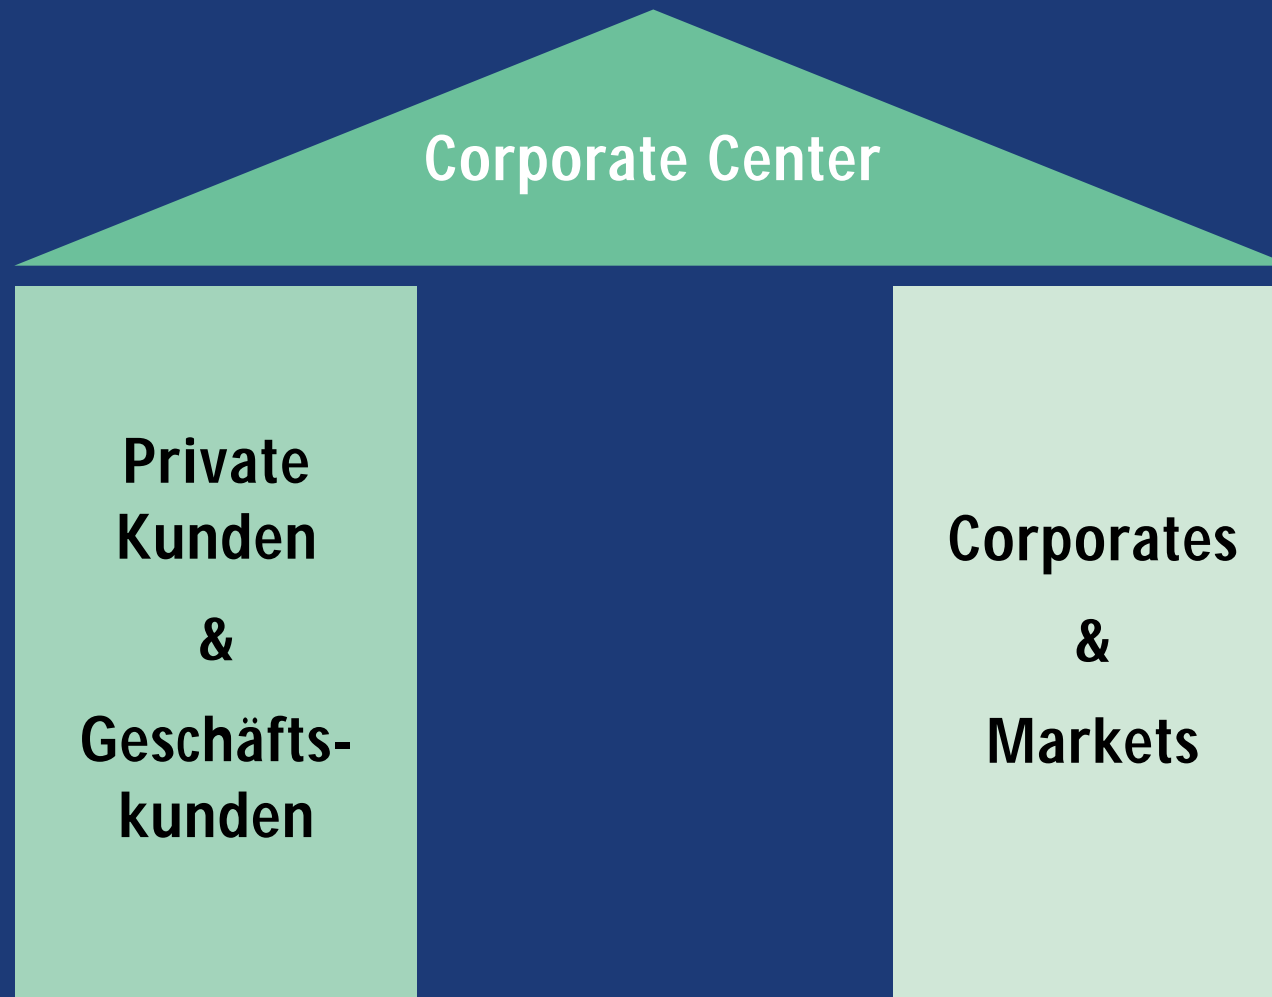 Corporate Center
Private
Kunden
&
Geschäfts-
kunden
Corporates
&
Markets